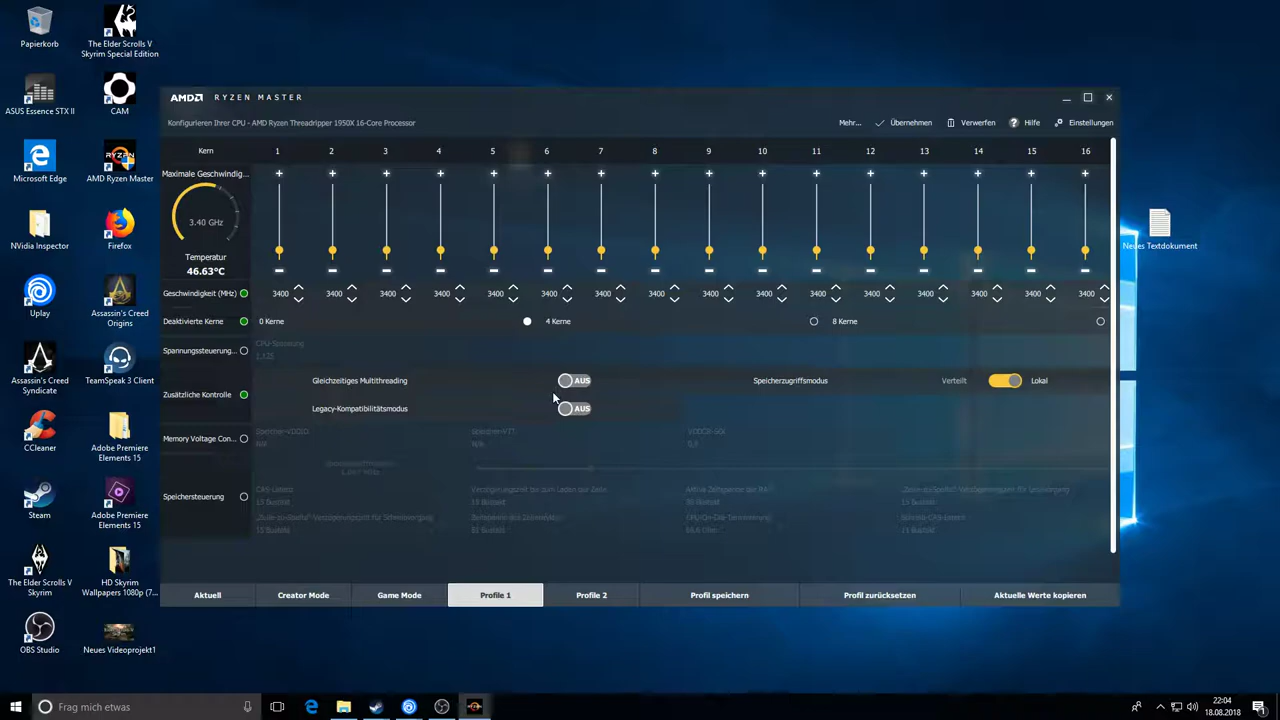 Papierkorb
The Elder Scrolls V
Skyrim Special Edition
ASUS Essence STX II
CAM
Microsoft Edge
AMD Ryzen Master
NVidia Inspector
Firefox
Uplay
Assassin's Creed
Origins
Assassin's Creed
Syndicate
TeamSpeak 3 Client
CCleaner
Adobe Premiere
Elements 15
Steam
Adobe Premiere
Elements 15
The Elder Scrolls V
Skyrim
HD Skyrim
Wallpapers 1080p (7...
OBS Studio
Neues Videoprojekt1
Neues Textdokument
AMD RYZEN MASTER
Konfigurieren Ihrer CPU - AMD Ryzen Threadripper 1950X 16-Core Processor
Mehr... Übernehmen Verwerfen Hilfe Einstellungen
Kern 1 2 3 4 5 6 7 8 9 10 11 12 13 14 15 16
Maximale Geschwindig...
3.40 GHz
Temperatur
46.63°C
Geschwindigkeit (MHz) 3400 3400 3400 3400 3400 3400 3400 3400 3400 3400 3400 3400 3400 3400 3400 3400
Deaktivierte Kerne 0 Kerne 4 Kerne 8 Kerne
Spannungssteuerung... CPU-Spannung
1,125
Gleichzeitiges Multithreading AUS Speicherzugriffsmodus Verteilt Lokal
Zusätzliche Kontrolle
Legacy-Kompatibilitätsmodus AUS
Memory Voltage Con...
Speichersteuerung
CAS-Latenz
Aktuell Creator Mode Game Mode Profile 1 Profile 2 Profil speichern Profil zurücksetzen Aktuelle Werte kopieren
Frag mich etwas
22:04
18.08.2018